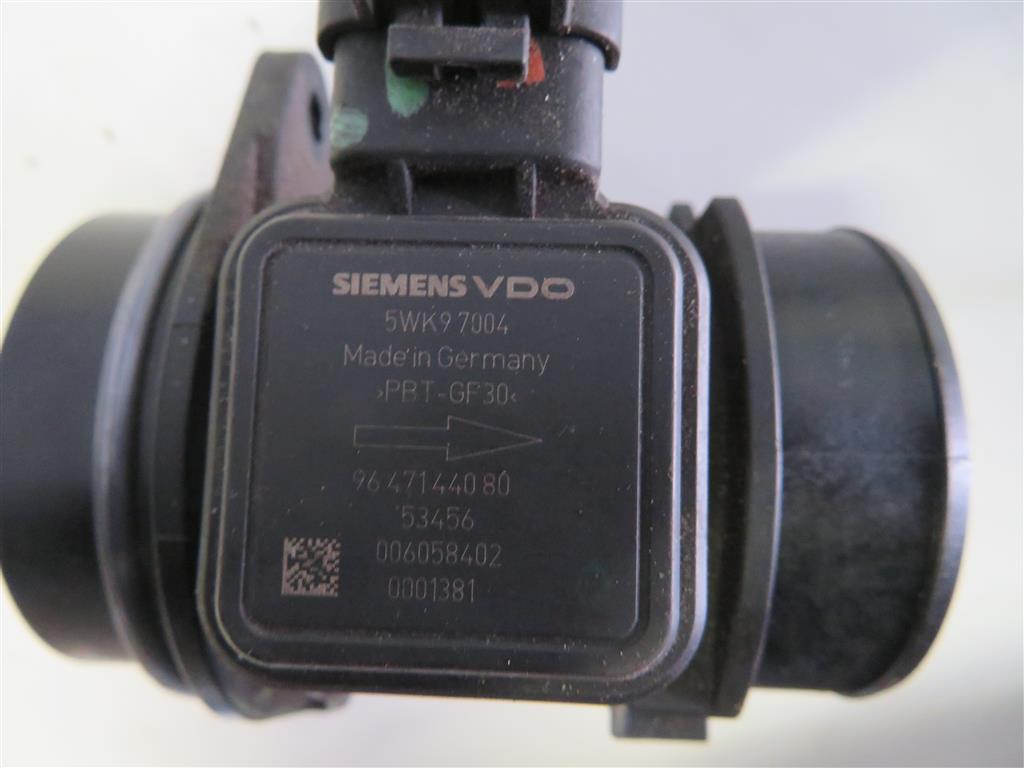 SIEMENS VDO
5WK9 7004
Made in Germany
>PBT-GF30<
96 471440 80
53456
006058402
0001381